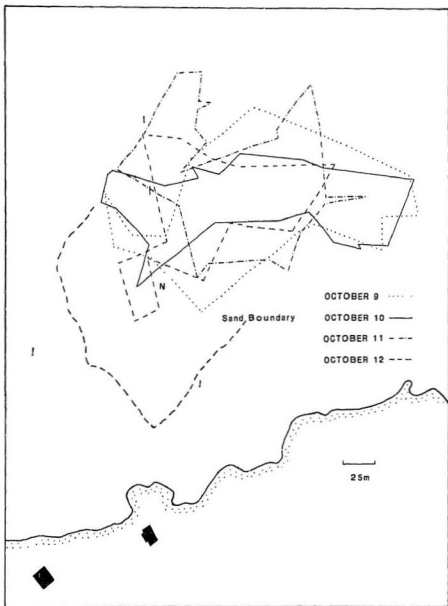 N
Sand Boundary
OCTOBER 9
OCTOBER 10
OCTOBER 11
OCTOBER 12
25m